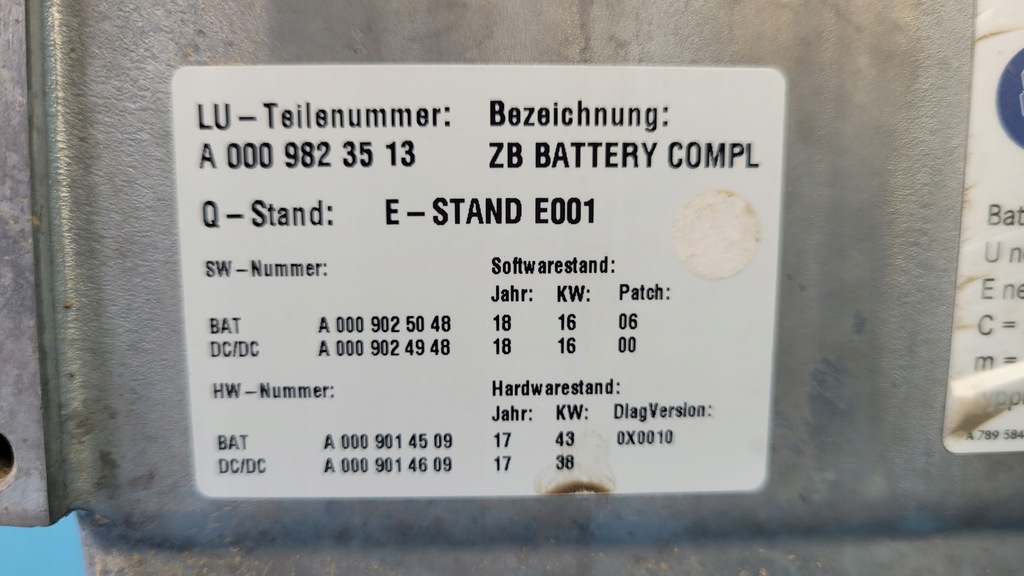 LU-Teilenummer: Bezeichnung:
A 000 982 35 13 ZB BATTERY COMPL
Q-Stand: E-STAND E001
SW-Nummer: Softwarestand:
Jahr: KW: Patch:
BAT A 000 902 50 48 18 16 06
DC/DC A 000 902 49 48 18 16 00
HW-Nummer: Hardwarestand:
Jahr: KW: DiagVersion:
BAT A 000 901 45 09 17 43 0X0010
DC/DC A 000 901 46 09 17 38
Bat
U
E
C =
m =
A 789 584